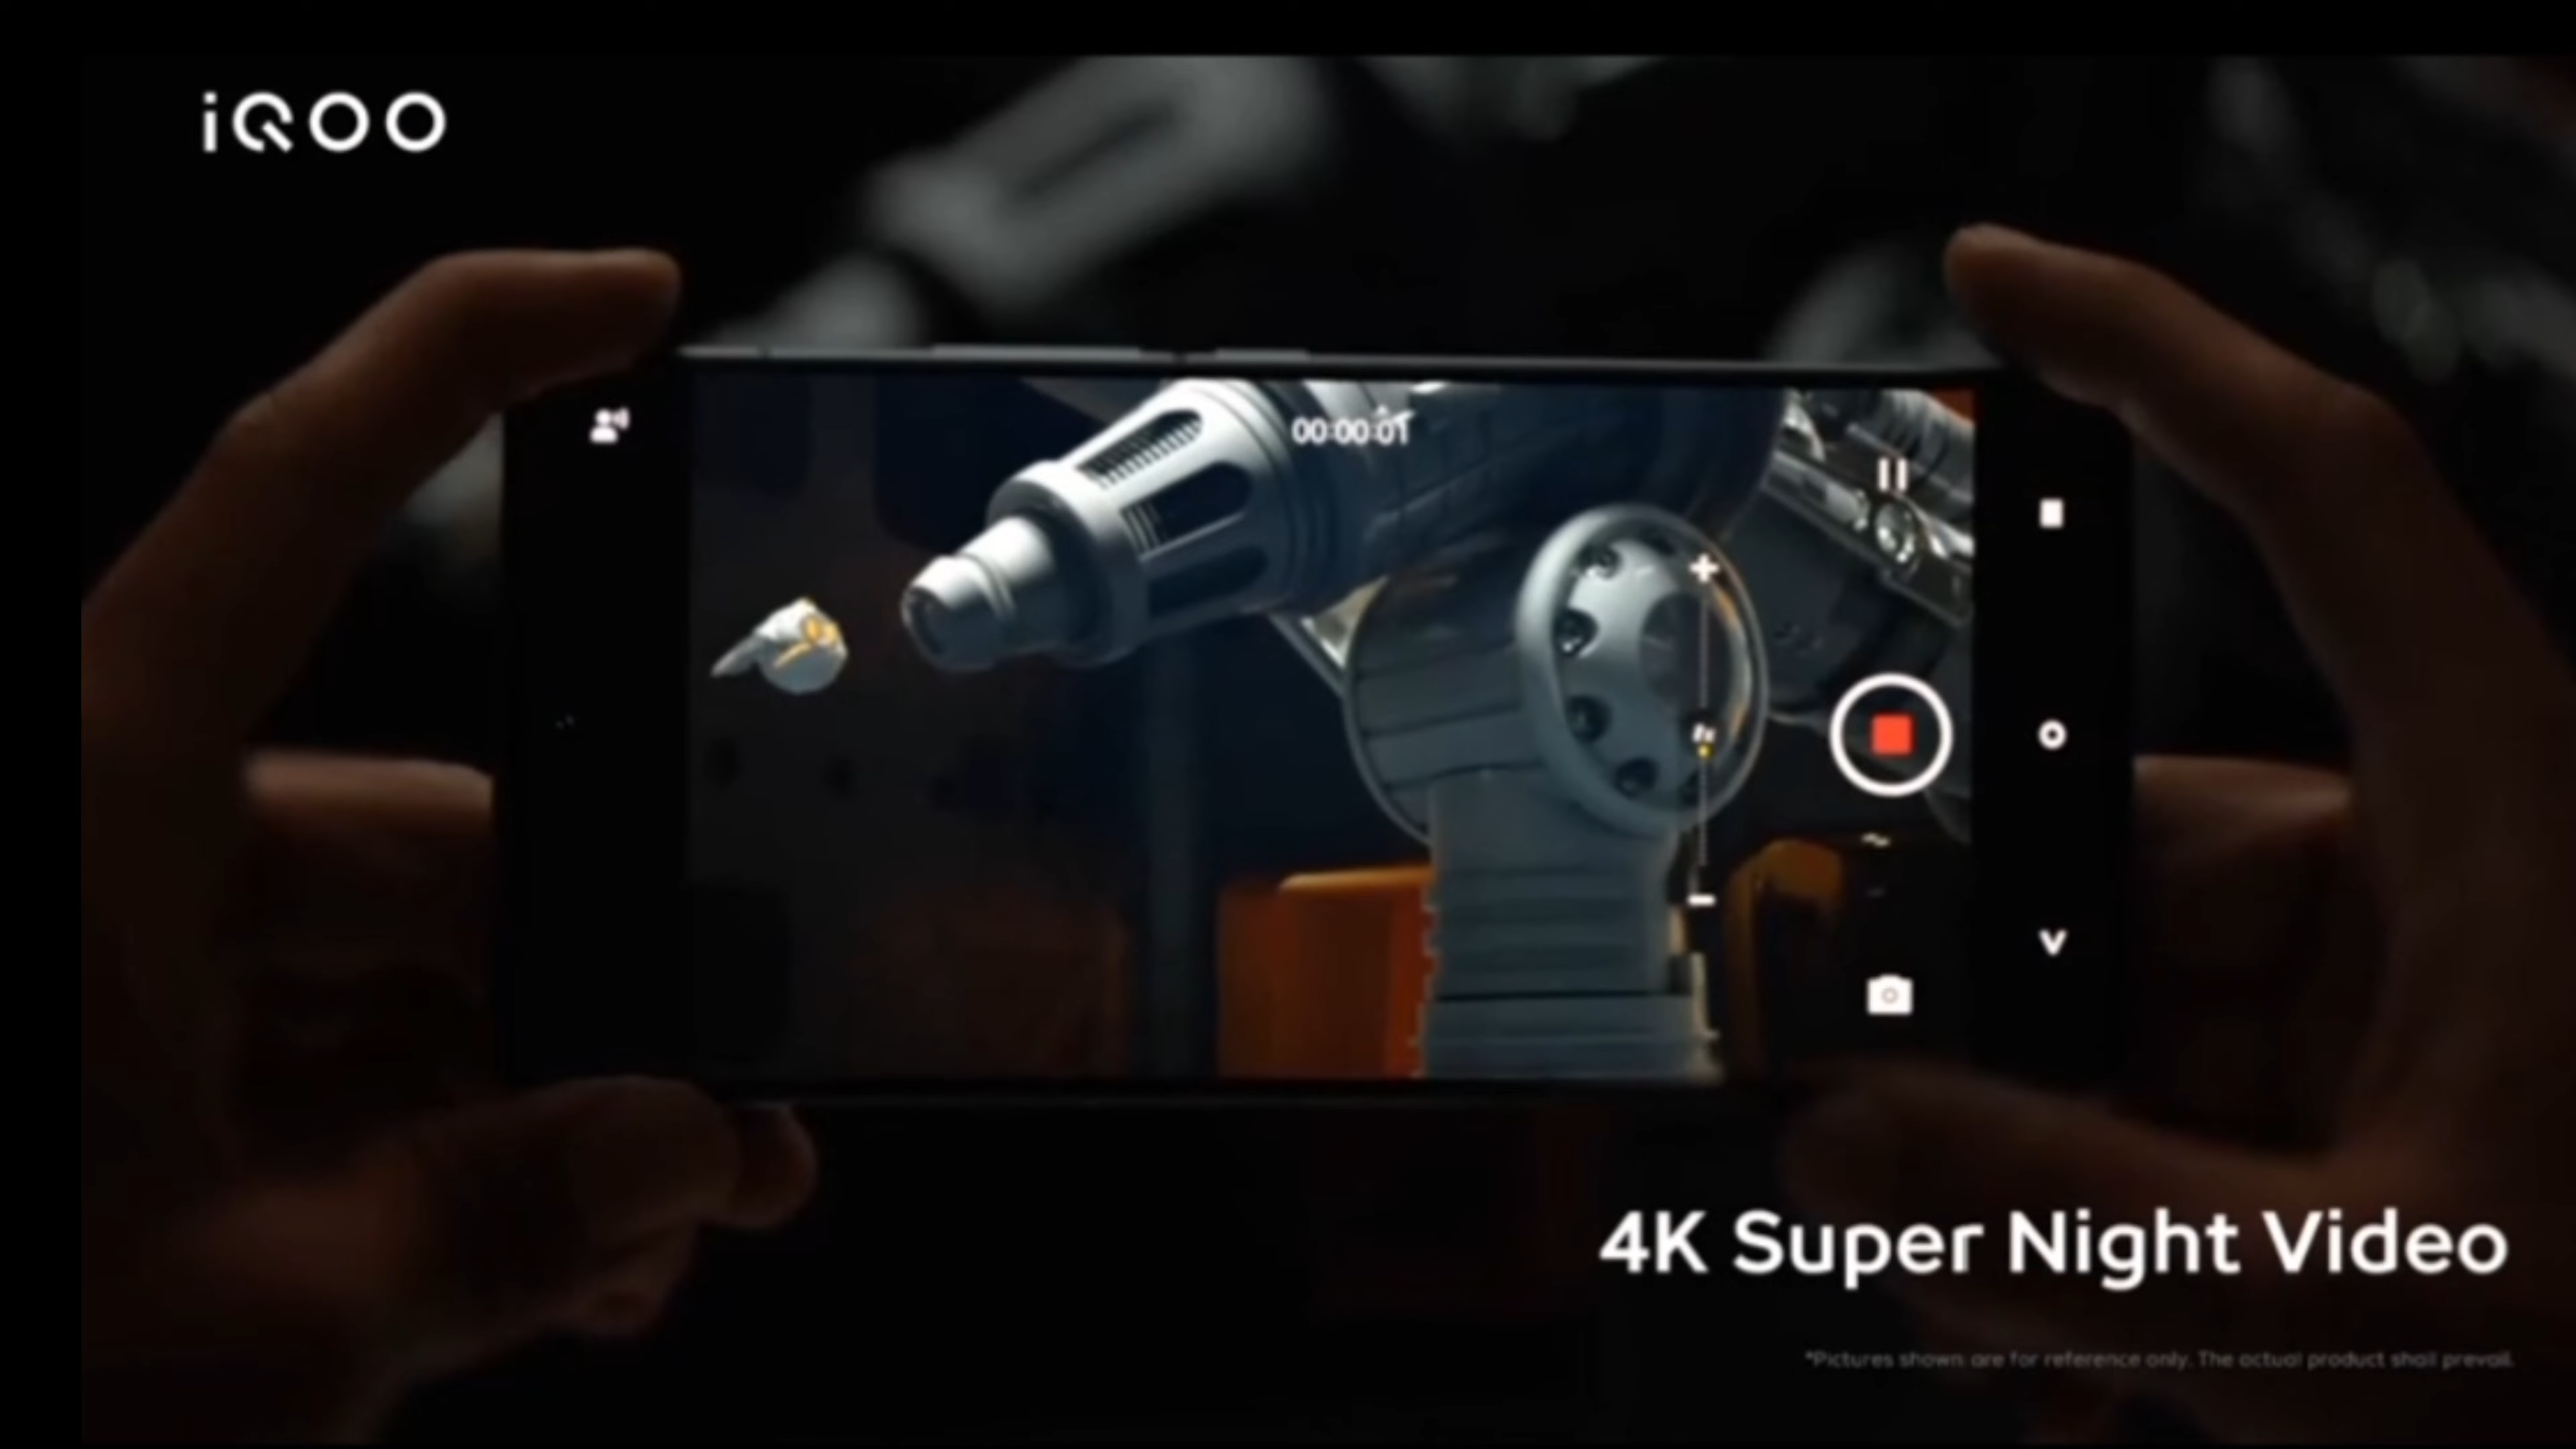 iQOO
00:00:01
4K Super Night Video
*Pictures shown are for reference only. The actual product shall prevail.